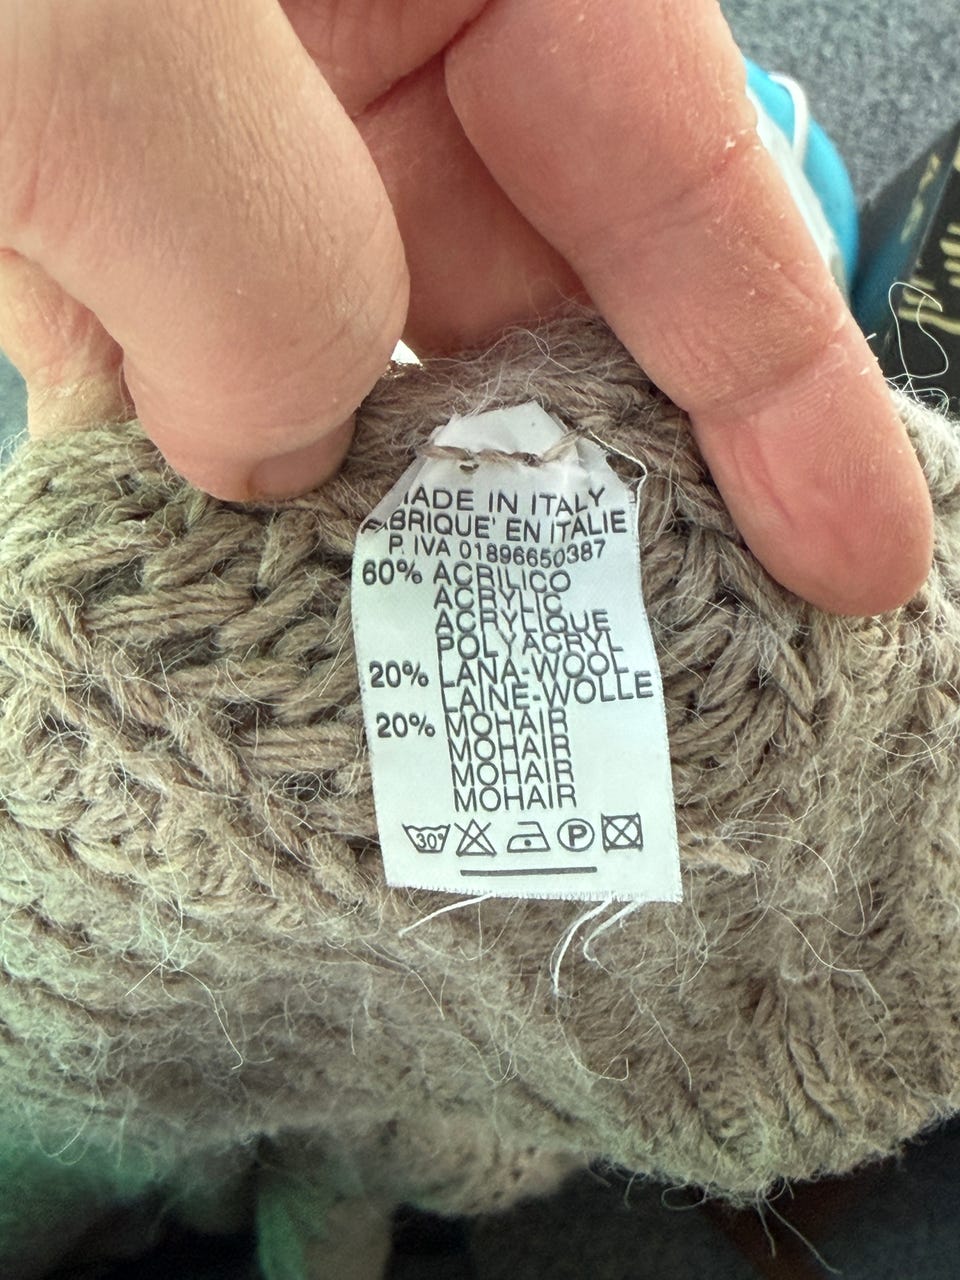 MADE IN ITALY
FABRIQUE' EN ITALIE
P. IVA 01896650387
60% ACRILICO
ACRYLIC
ACRYLIQUE
POLYACRYL
20% LANA-WOOL
LAINE-WOLLE
20% MOHAIR
MOHAIR
MOHAIR
MOHAIR
30° P